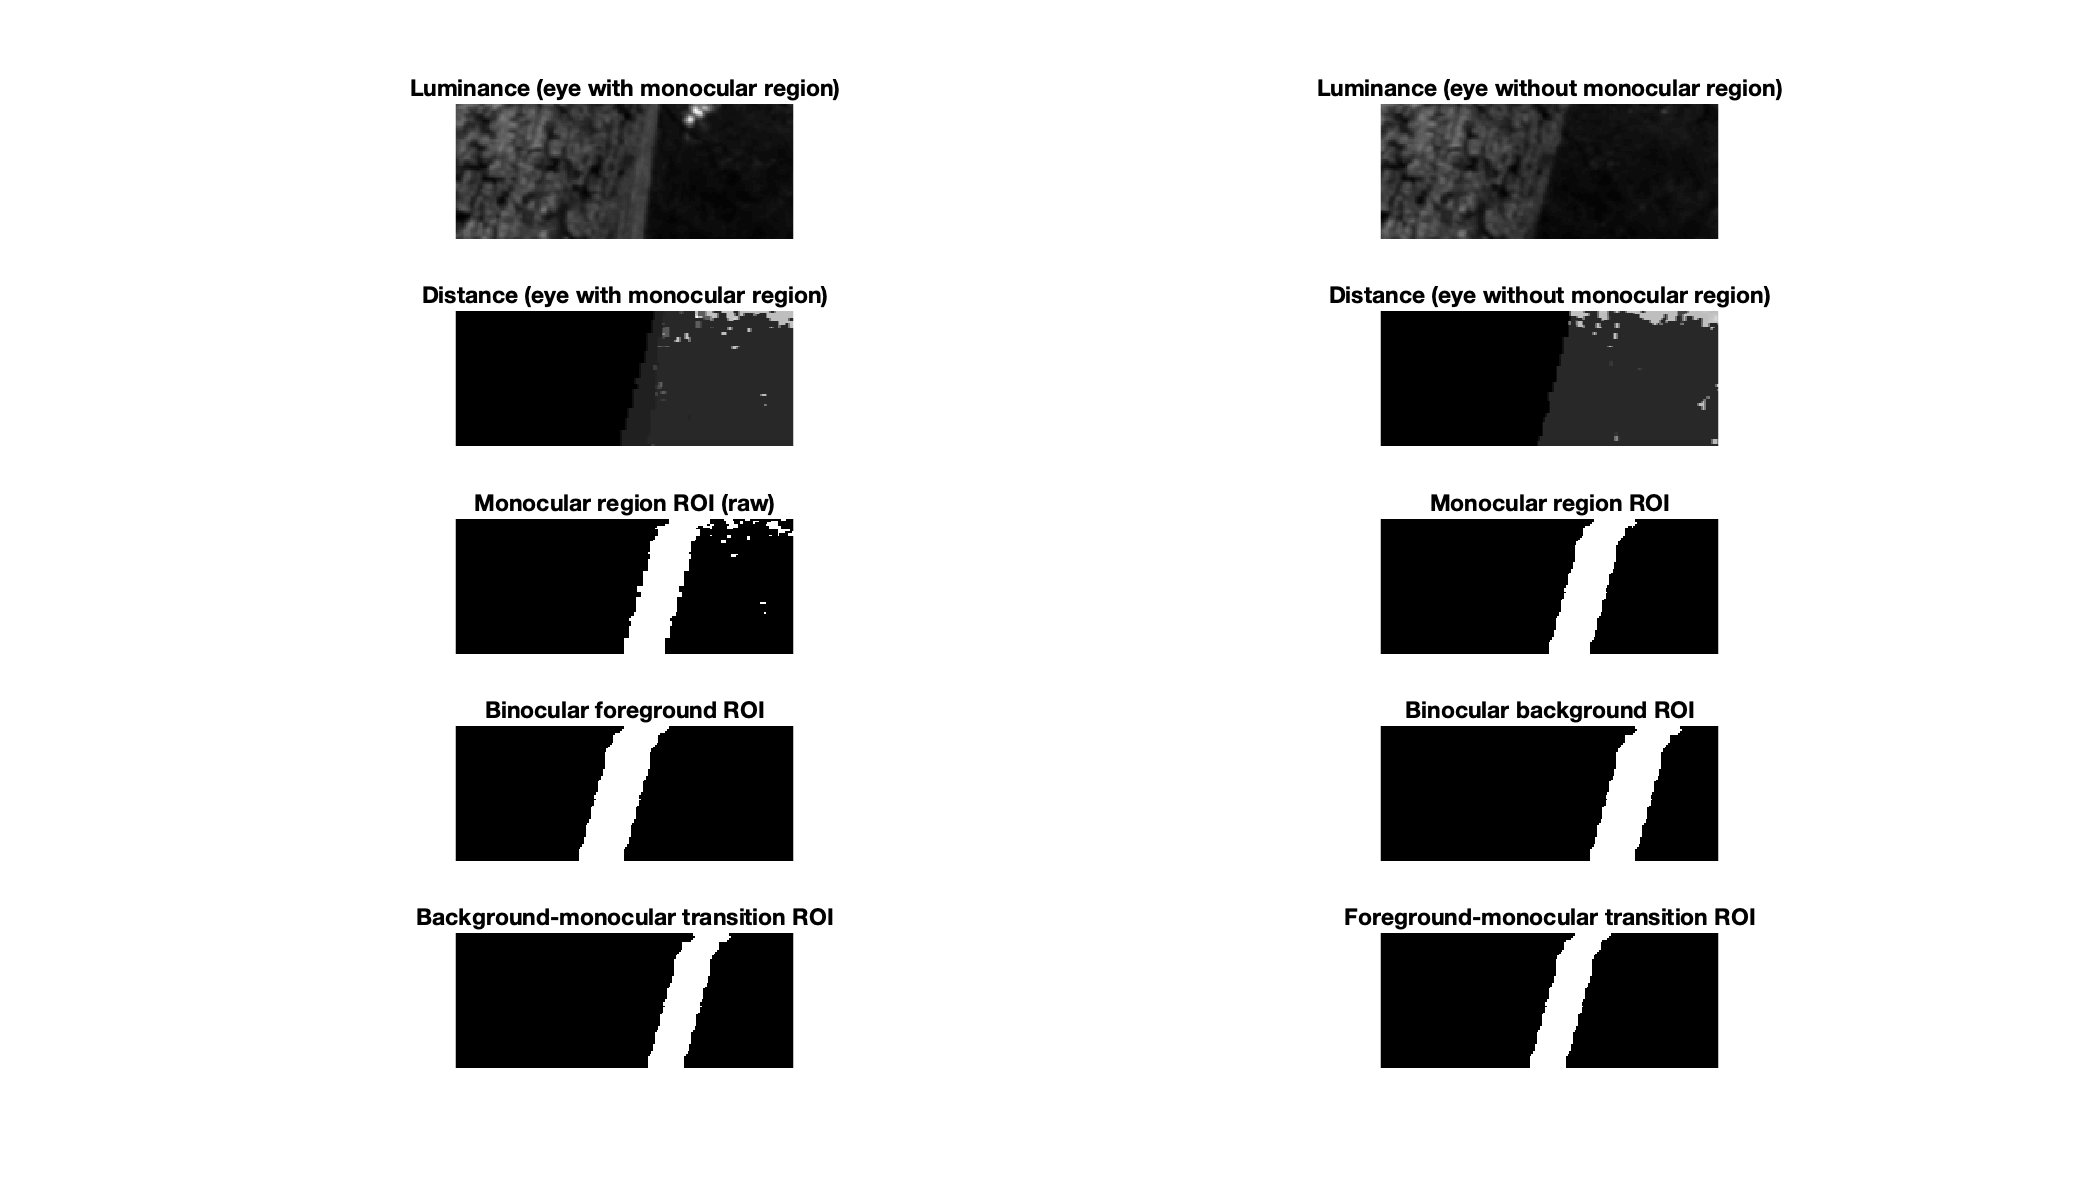 Luminance (eye with monocular region)
Luminance (eye without monocular region)
Distance (eye with monocular region)
Distance (eye without monocular region)
Monocular region ROI (raw)
Monocular region ROI
Binocular foreground ROI
Binocular background ROI
Background-monocular transition ROI
Foreground-monocular transition ROI